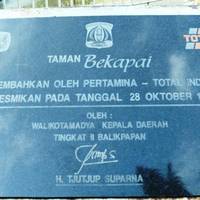 TAMAN Bekapai
EMBAHKAN OLEH PERTAMINA - TOTAL IND
ESMIKAN PADA TANGGAL 28 OKTOBER 1
OLEH :
WALIKOTAMADYA KEPALA DAERAH
TINGKAT II BALIKPAPAN
H. TJUTJUP SUPARNA